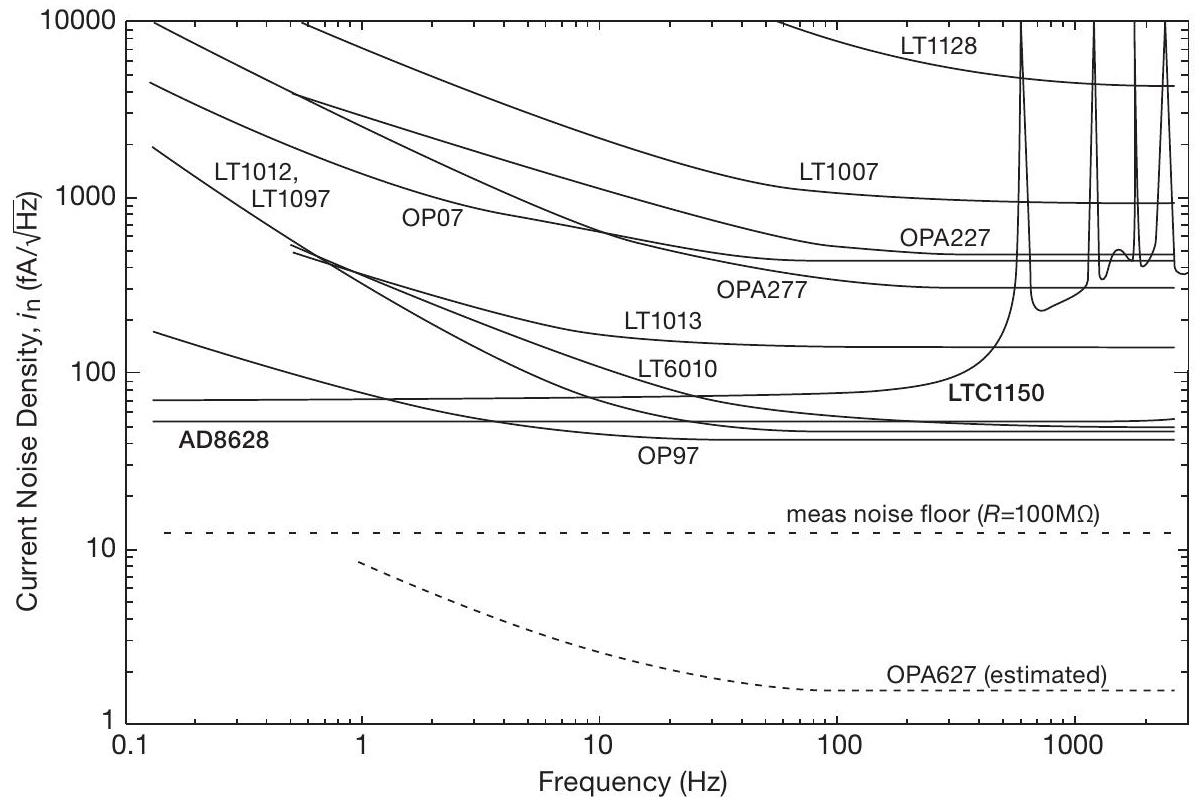 10000
1000
100
10
1
Current Noise Density, iₙ (fA/√Hz)
LT1128
LT1012,
LT1097
LT1007
OP07
OPA227
OPA277
LT1013
LT6010
LTC1150
AD8628
OP97
meas noise floor (R=100MΩ)
OPA627 (estimated)
0.1 1 10 100 1000
Frequency (Hz)